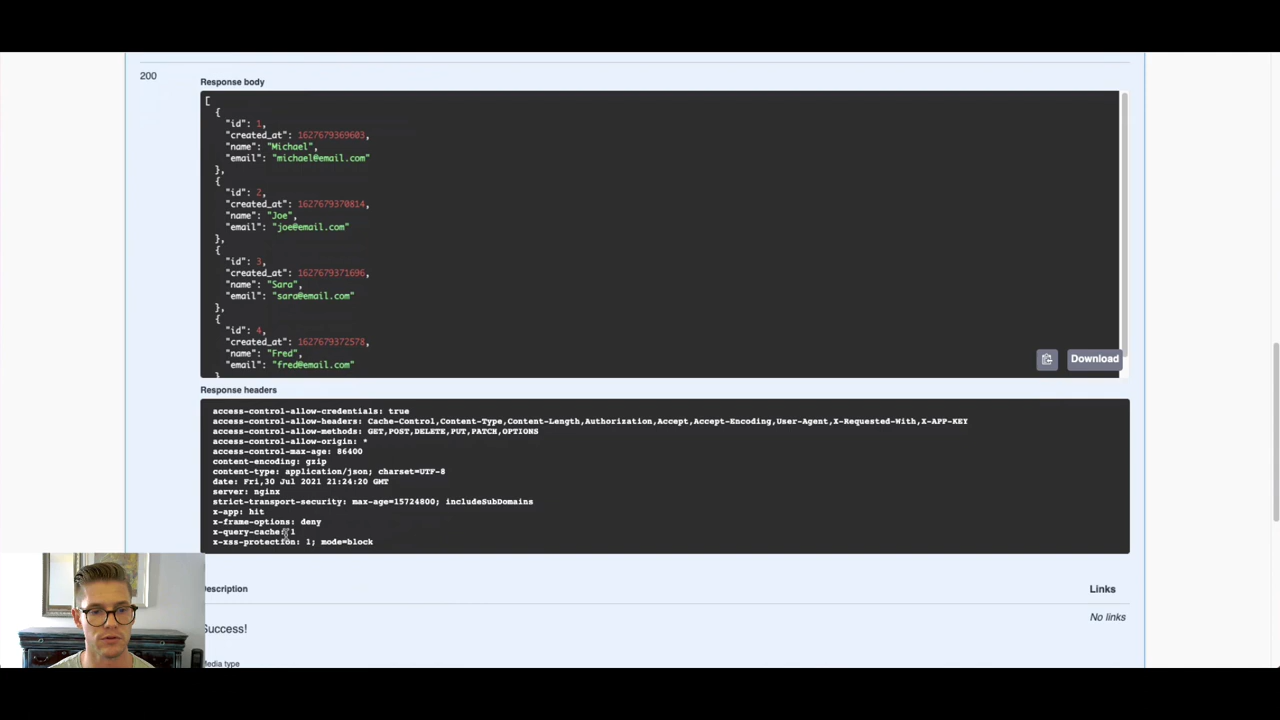 200
Response body
[
{
"id": 1,
"created_at": 1627679369603,
"name": "Michael",
"email": "michael@email.com"
},
{
"id": 2,
"created_at": 1627679370814,
"name": "Joe",
"email": "joe@email.com"
},
{
"id": 3,
"created_at": 1627679371696,
"name": "Sara",
"email": "sara@email.com"
},
{
"id": 4,
"created_at": 1627679372578,
"name": "Fred",
"email": "fred@email.com"
}
Download
Response headers
access-control-allow-credentials: true
access-control-allow-headers: Cache-Control,Content-Type,Content-Length,Authorization,Accept,Accept-Encoding,User-Agent,X-Requested-With,X-APP-KEY
access-control-allow-methods: GET,POST,DELETE,PUT,PATCH,OPTIONS
access-control-allow-origin: *
access-control-max-age: 86400
content-encoding: gzip
content-type: application/json; charset=UTF-8
date: Fri,30 Jul 2021 21:24:20 GMT
server: nginx
strict-transport-security: max-age=15724800; includeSubDomains
x-app: hit
x-frame-options: deny
x-query-cache: 1
x-xss-protection: 1; mode=block
Description
Links
Success!
No links
Media type